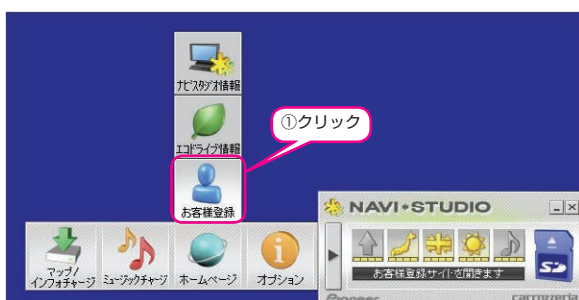 ナビスタジオ情報
エコドライブ情報
①クリック
お客様登録
マップ/
インフォチャージ
ミュージックチャージ
ホームページ
オプション
NAVI*STUDIO
お客様登録サイトを開きます
SD
Pioneer
carrozzeria